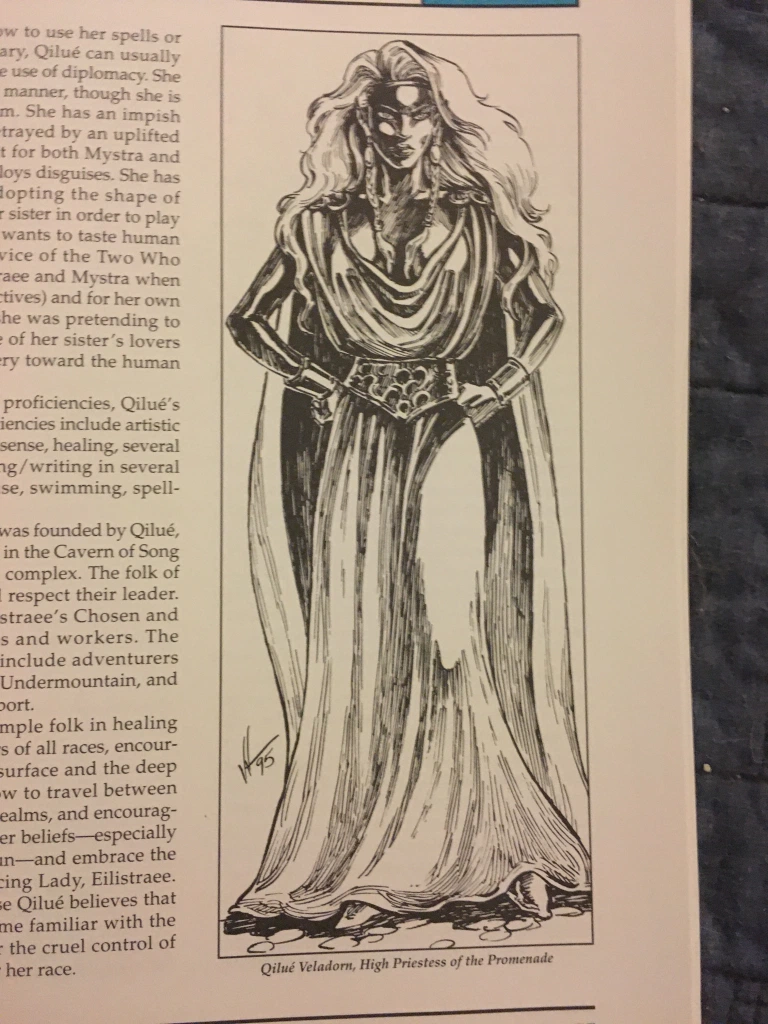 ow to use her spells or
ary, Qilué can usually
e use of diplomacy. She
manner, though she is
m. She has an impish
trayed by an uplifted
t for both Mystra and
loys disguises. She has
dopting the shape of
r sister in order to play
wants to taste human
vice of the Two Who
raee and Mystra when
ctives) and for her own
he was pretending to
e of her sister's lovers
ery toward the human
proficiencies, Qilué's
iencies include artistic
sense, healing, several
ng/writing in several
se, swimming, spell-
was founded by Qilué,
in the Cavern of Song
complex. The folk of
l respect their leader.
straee's Chosen and
s and workers. The
include adventurers
Undermountain, and
port.
mple folk in healing
s of all races, encour-
surface and the deep
ow to travel between
ealms, and encourag-
er beliefs—especially
un—and embrace the
cing Lady, Eilistraee.
se Qilué believes that
me familiar with the
r the cruel control of
her race.
95
Qilué Veladorn, High Priestess of the Promenade